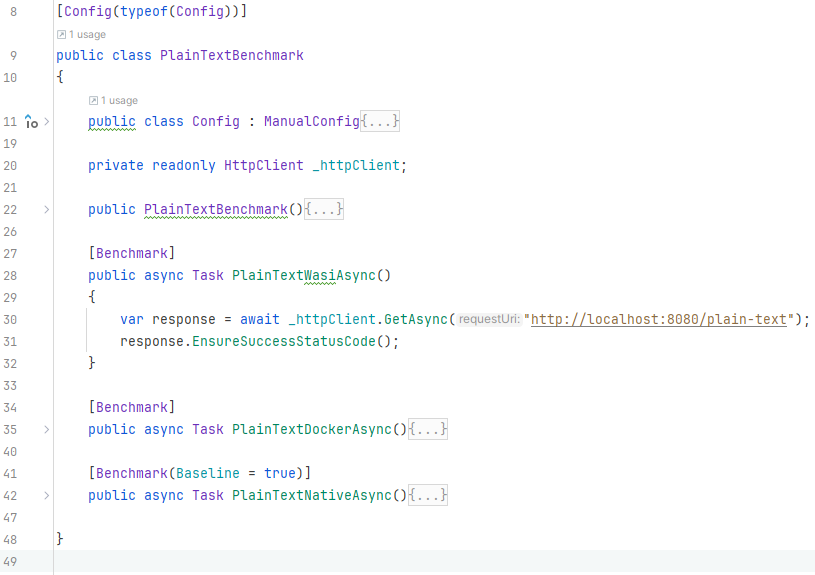 8 [Config(typeof(Config))]
1 usage
9 public class PlainTextBenchmark
10 {
1 usage
11 public class Config : ManualConfig{...}
19
20 private readonly HttpClient _httpClient;
21
22 public PlainTextBenchmark(){...}
26
27 [Benchmark]
28 public async Task PlainTextWasiAsync()
29 {
30 var response = await _httpClient.GetAsync( requestUri: "http://localhost:8080/plain-text");
31 response.EnsureSuccessStatusCode();
32 }
33
34 [Benchmark]
35 public async Task PlainTextDockerAsync(){...}
40
41 [Benchmark(Baseline = true)]
42 public async Task PlainTextNativeAsync(){...}
47
48 }
49